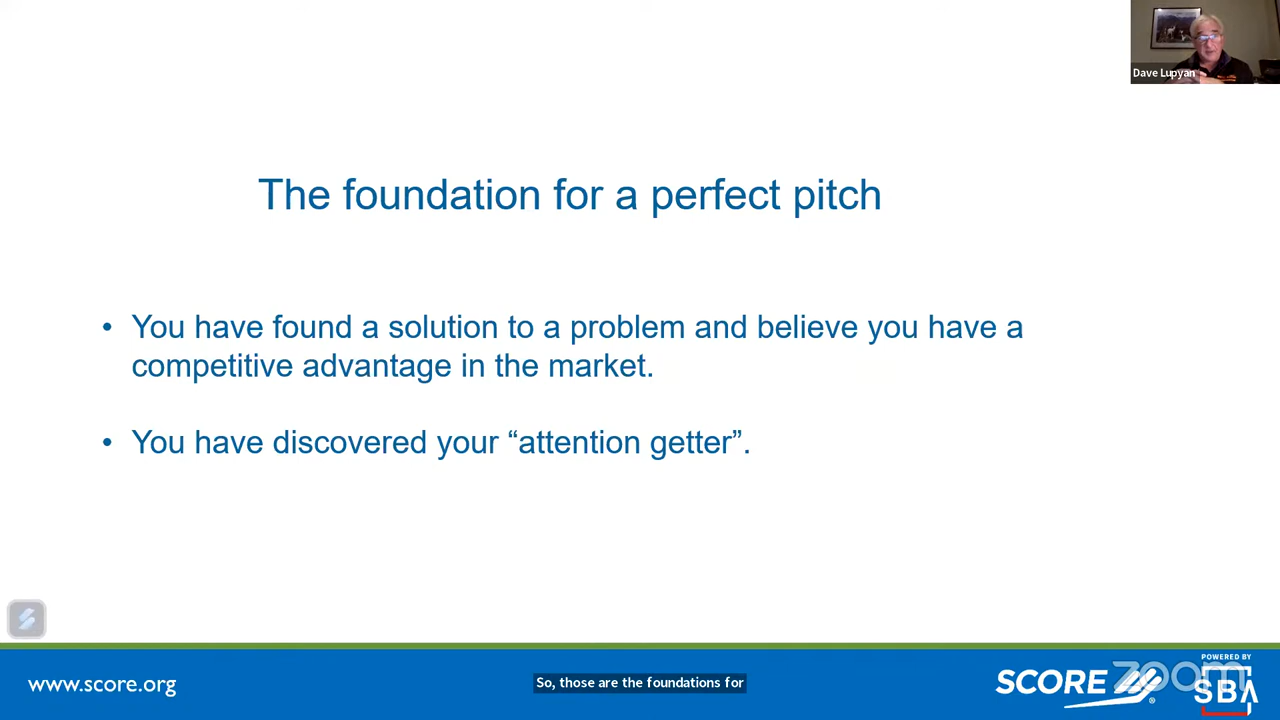 Dave Lupyan
The foundation for a perfect pitch
• You have found a solution to a problem and believe you have a
competitive advantage in the market.
• You have discovered your “attention getter”.
www.score.org
So, those are the foundations for
SCORE
®
zoom
POWERED BY
SBA